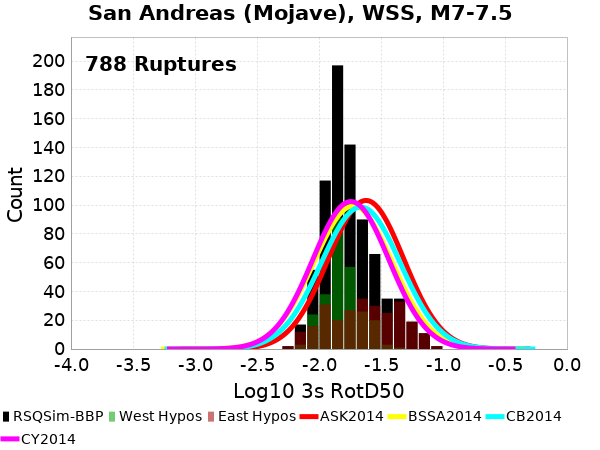 San Andreas (Mojave), WSS, M7-7.5
788 Ruptures
200
180
160
140
120
100
80
60
40
20
0
Count
-4.0 -3.5 -3.0 -2.5 -2.0 -1.5 -1.0 -0.5 0.0
Log10 3s RotD50
RSQSim-BBP West Hypos East Hypos ASK2014 BSSA2014 CB2014
CY2014